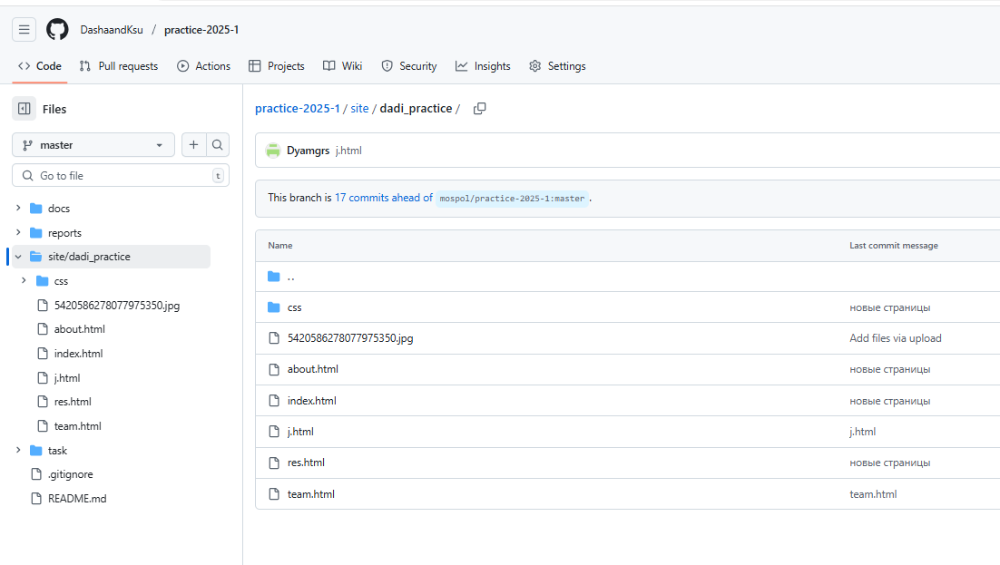 DashaandKsu / practice-2025-1
Code Pull requests Actions Projects Wiki Security Insights Settings
Files
master
Go to file t
docs
reports
site/dadi_practice
css
5420586278077975350.jpg
about.html
index.html
j.html
res.html
team.html
task
.gitignore
README.md
practice-2025-1 / site / dadi_practice /
Dyamgrs j.html
This branch is 17 commits ahead of mospol/practice-2025-1:master .
Name Last commit message
..
css новые страницы
5420586278077975350.jpg Add files via upload
about.html новые страницы
index.html новые страницы
j.html j.html
res.html новые страницы
team.html team.html